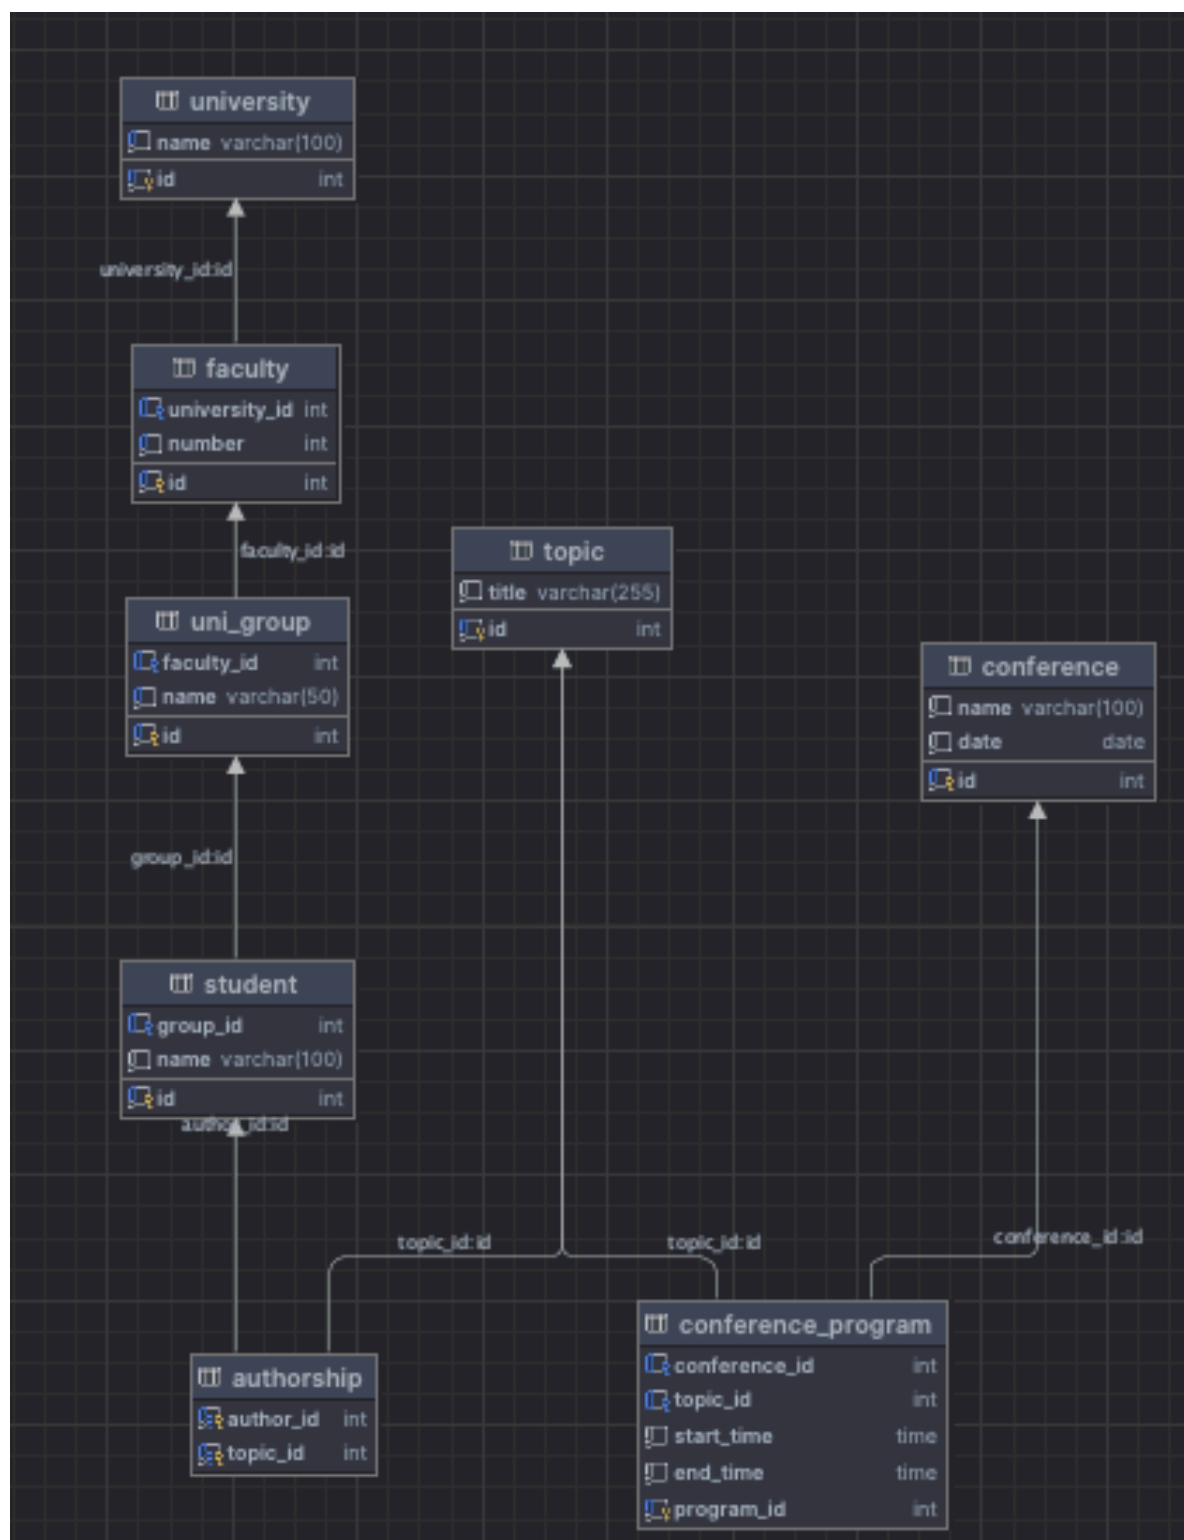 university
name varchar(100)
id int
university_id:id
faculty
university_id int
number int
id int
faculty_id:id
uni_group
faculty_id int
name varchar(50)
id int
topic
title varchar(255)
id int
conference
name varchar(100)
date date
id int
group_id:id
student
group_id int
name varchar(100)
id int
author_id:id
topic_id:id
topic_id:id
conference_id:id
authorship
author_id int
topic_id int
conference_program
conference_id int
topic_id int
start_time time
end_time time
program_id int